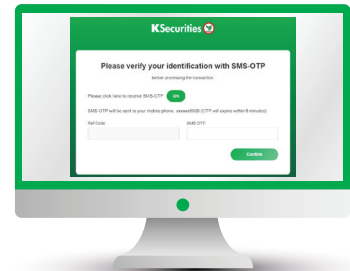 KSecurities
Please verify your identification with SMS-OTP
before processing the transaction
Please click here to receive SMS-OTP
SMS-OTP will be sent to your mobile phone. (OTP will expire within 5 minutes)
Ref Code SMS OTP
Confirm